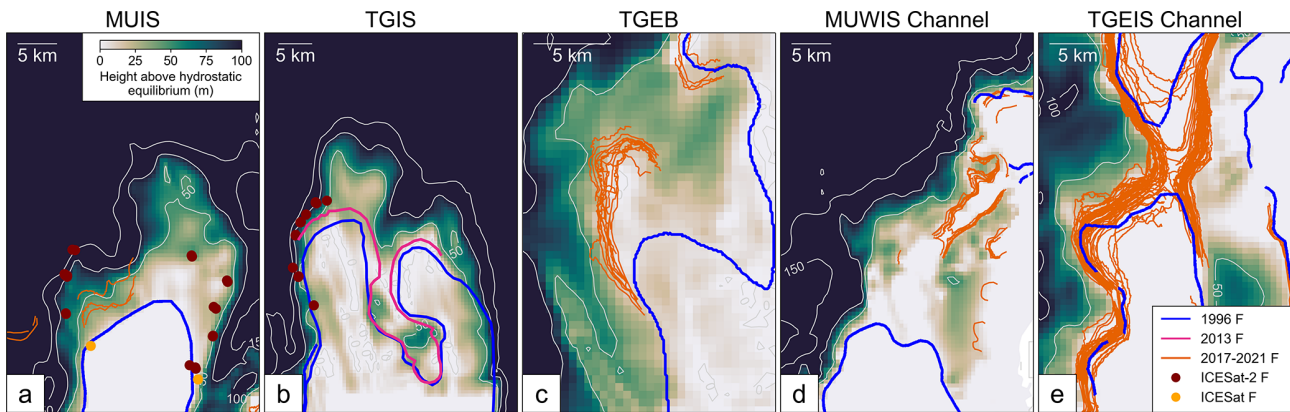 MUIS
TGIS
TGEB
MUWIS Channel
TGEIS Channel
5 km
0 25 50 75 100
Height above hydrostatic
equilibrium (m)
5 km
5 km
5 km
5 km
100
50
50
150
50
100
1996 F
2013 F
2017-2021 F
ICESat-2 F
ICESat F
a
b
c
d
e